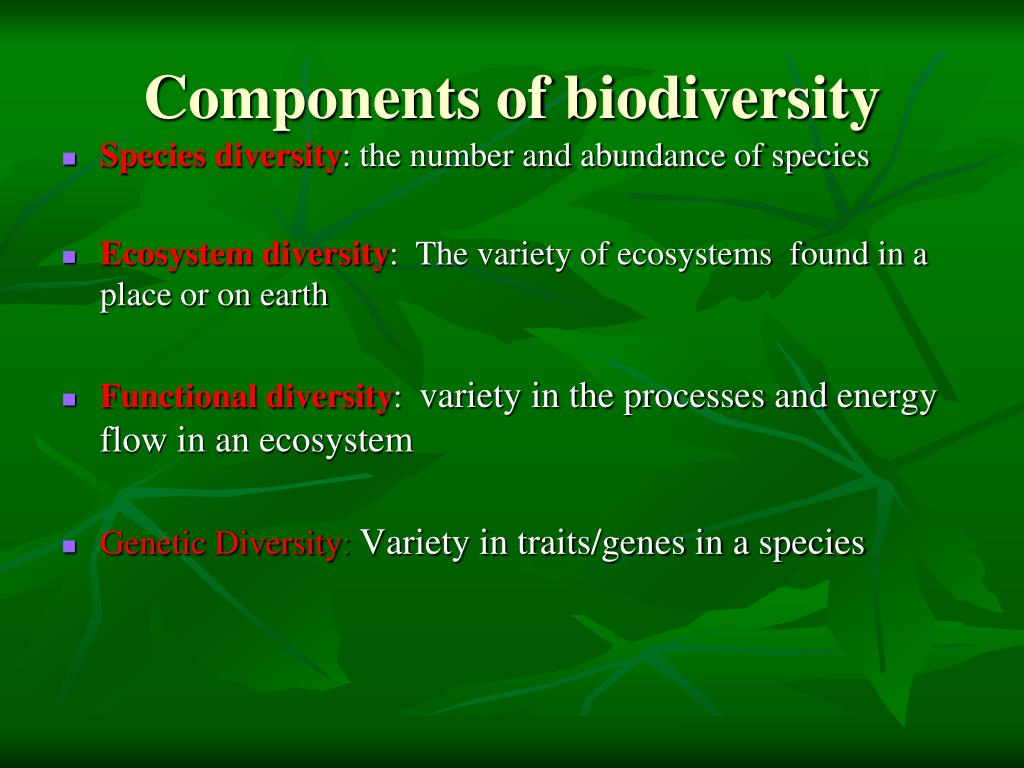 Components of biodiversity
Species diversity: the number and abundance of species
Ecosystem diversity:  The variety of ecosystems  found in a
place or on earth
Functional diversity:  variety in the processes and energy
flow in an ecosystem
Genetic Diversity: Variety in traits/genes in a species